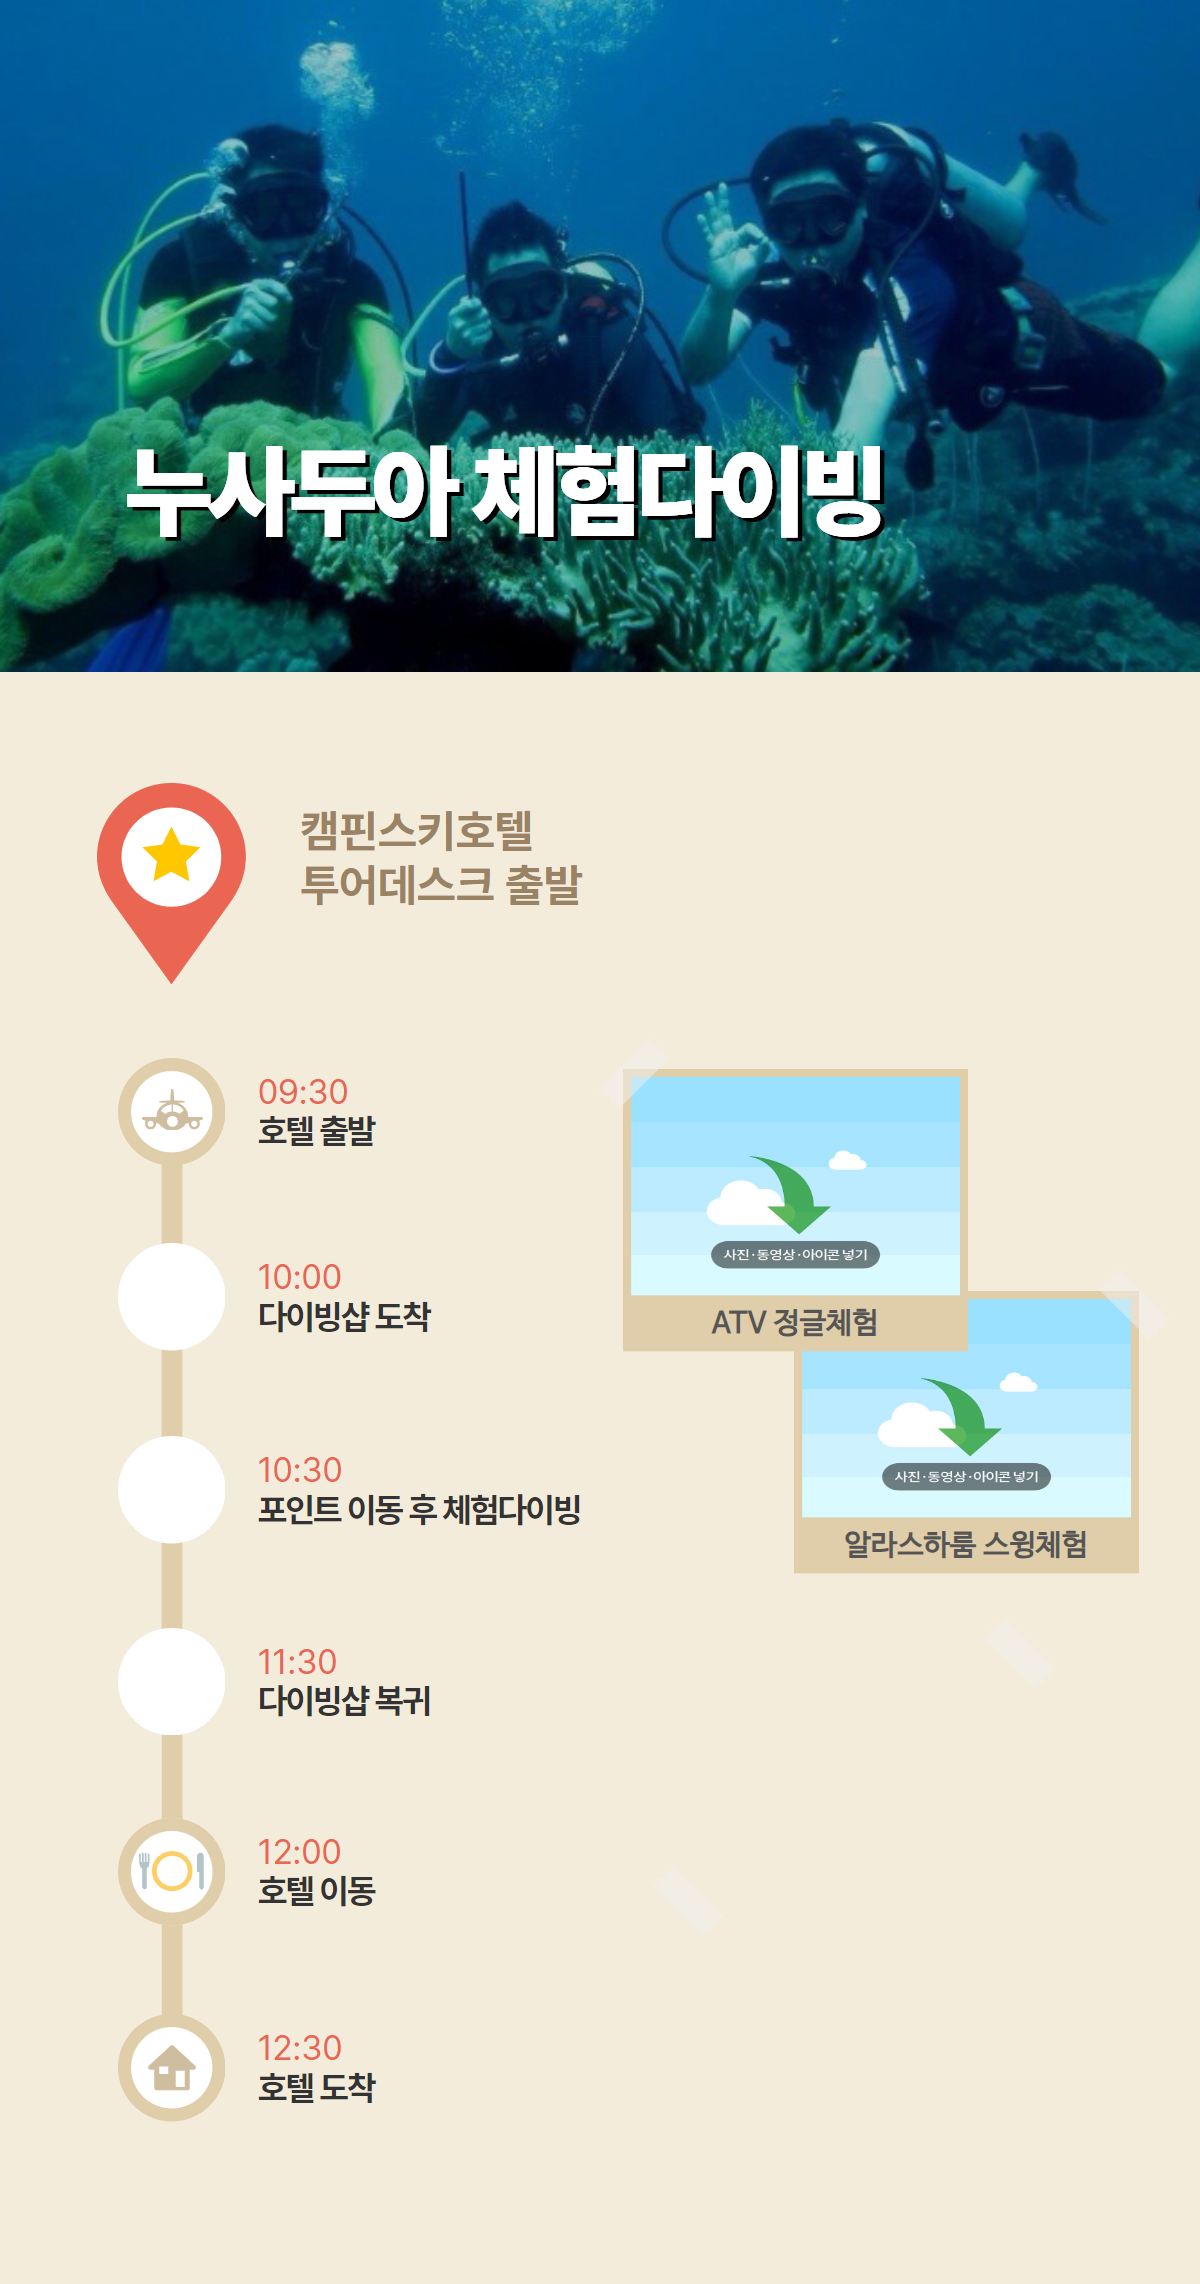 누사두아 체험다이빙
캠핀스키호텔
투어데스크 출발
09:30
호텔 출발
10:00
다이빙샵 도착
10:30
포인트 이동 후 체험다이빙
11:30
다이빙샵 복귀
12:00
호텔 이동
12:30
호텔 도착
사진·동영상·아이콘 넣기
ATV 정글체험
사진·동영상·아이콘 넣기
알라스하룸 스윙체험